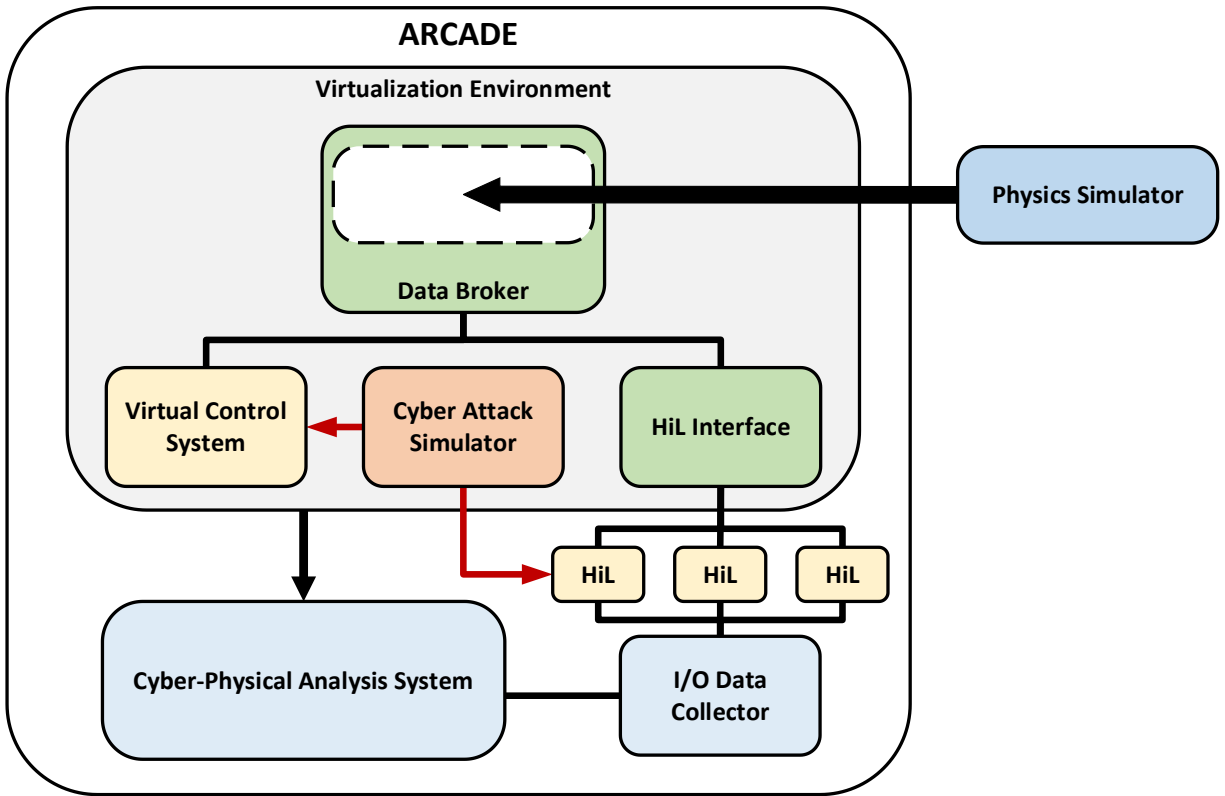 ARCADE
Virtualization Environment
Physics Simulator
Data Broker
Virtual Control
System
Cyber Attack
Simulator
HiL Interface
HiL
HiL
HiL
Cyber-Physical Analysis System
I/O Data
Collector